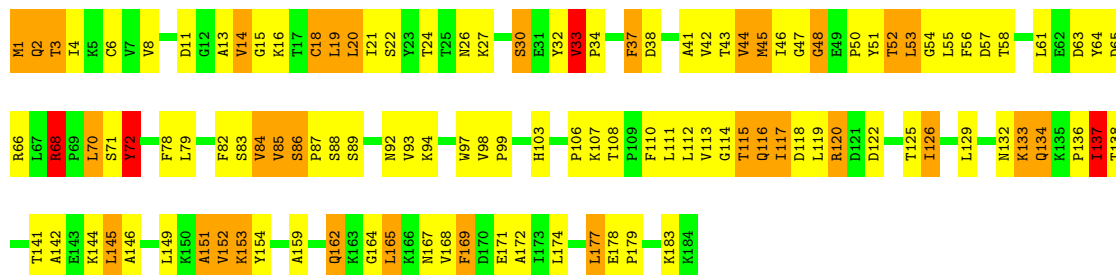 M1 Q2 T3 I4 K5 C6 V7 V8 D11 G12 A13 V14 G15 K16 T17 C18 L19 L20 I21 S22 Y23 T24 T25 N26 K27 S30 E31 Y32 V33 P34 F37 D38 A41 V42 T43 V44 M45 I46 G47 G48 E49 P50 Y51 T52 L53 G54 L55 F56 D57 T58 L61 E62 D63 Y64 D65
R66 L67 R68 P69 L70 S71 Y72 F78 L79 F82 S83 V84 V85 S86 P87 S88 S89 N92 V93 K94 W97 V98 P99 H103 P106 K107 T108 P109 F110 L111 L112 V113 G114 T115 Q116 I117 D118 L119 R120 D121 D122 T125 I126 L129 N132 K133 Q134 K135 P136 I137 T138
T141 A142 E143 K144 L145 A146 L149 K150 A151 V152 K153 Y154 A159 Q162 K163 G164 L165 K166 N167 V168 F169 D170 E171 A172 I173 L174 L177 E178 P179 K183 K184